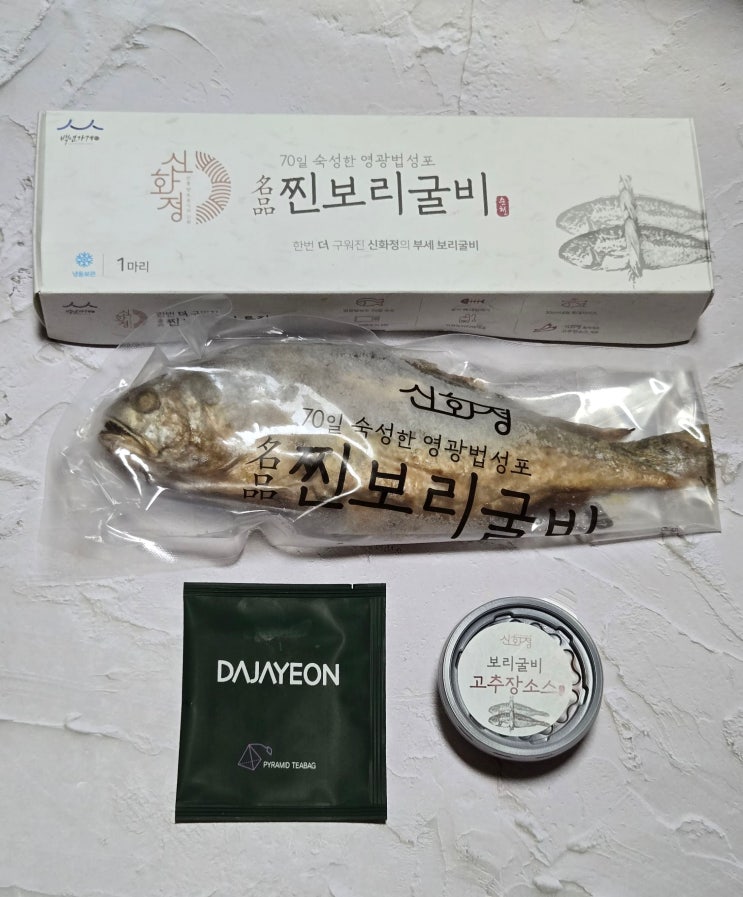 신화정
70일 숙성한 영광법성포
名品 찐보리굴비
한번 더 구워진 신화정의 부세 보리굴비
냉동보관
1마리
신화정
70일 숙성한 영광법성포
名品 찐보리굴비
DAJAYEON
PYRAMID TEABAG
신화정
보리굴비
고추장소스